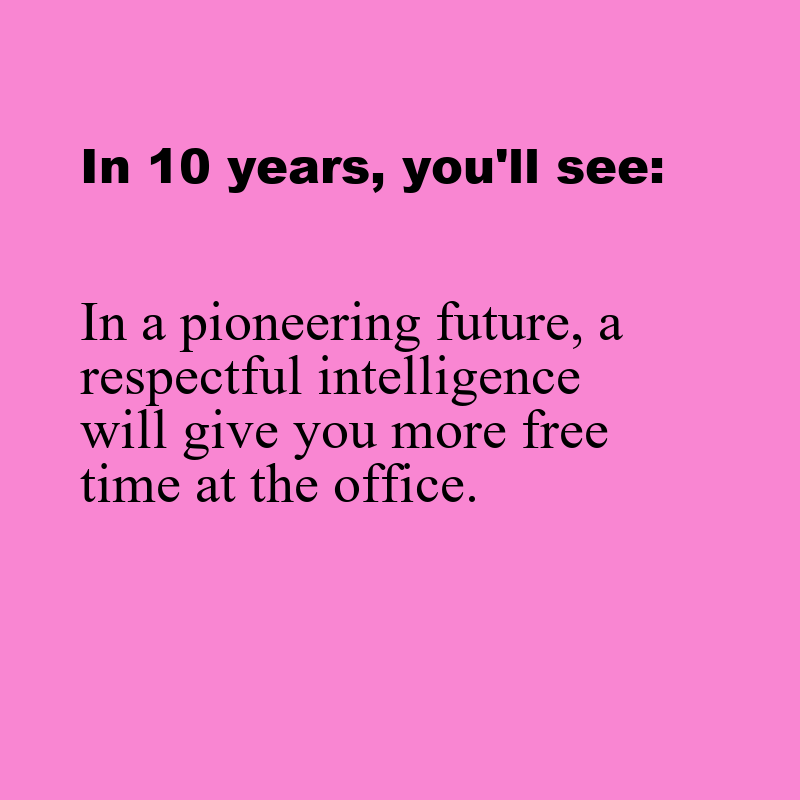 In 10 years, you'll see:
In a pioneering future, a
respectful intelligence
will give you more free
time at the office.